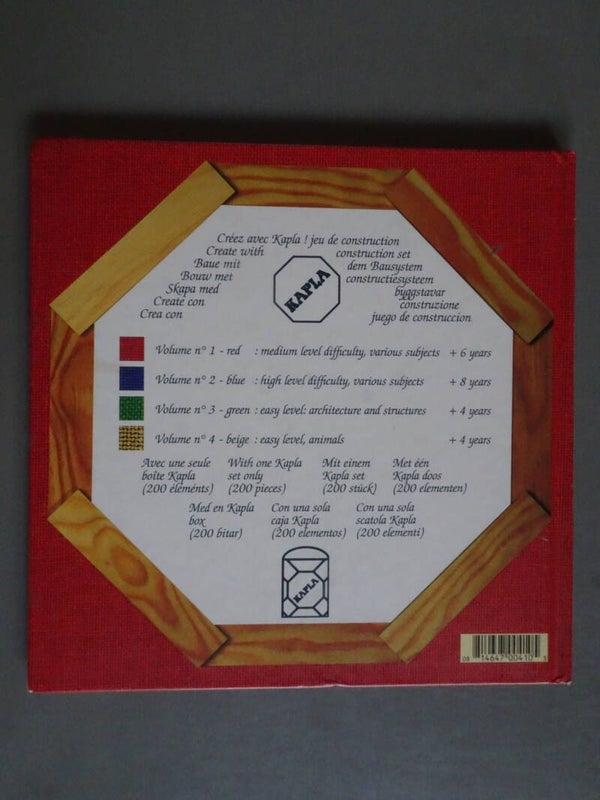 Créez avec Kapla ! jeu de construction
Create with construction set
Baue mit dem Bausystem
Bouw met constructiesysteem
Skapa med byggstavar
Create con construzione
Crea con juego de construccion
KAPLA
Volume n° 1 - red : medium level difficulty, various subjects + 6 years
Volume n° 2 - blue : high level difficulty, various subjects + 8 years
Volume n° 3 - green : easy level: architecture and structures + 4 years
Volume n° 4 - beige : easy level, animals + 4 years
Avec une seule
boîte Kapla
(200 éléments)
With one Kapla
set only
(200 pieces)
Mit einem
Kapla set
(200 stück)
Met één
Kapla doos
(200 elementen)
Med en Kapla
box
(200 bitar)
Con una sola
caja Kapla
(200 elementos)
Con una sola
scatola Kapla
(200 elementi)
KAPLA
08 14647 00410 3